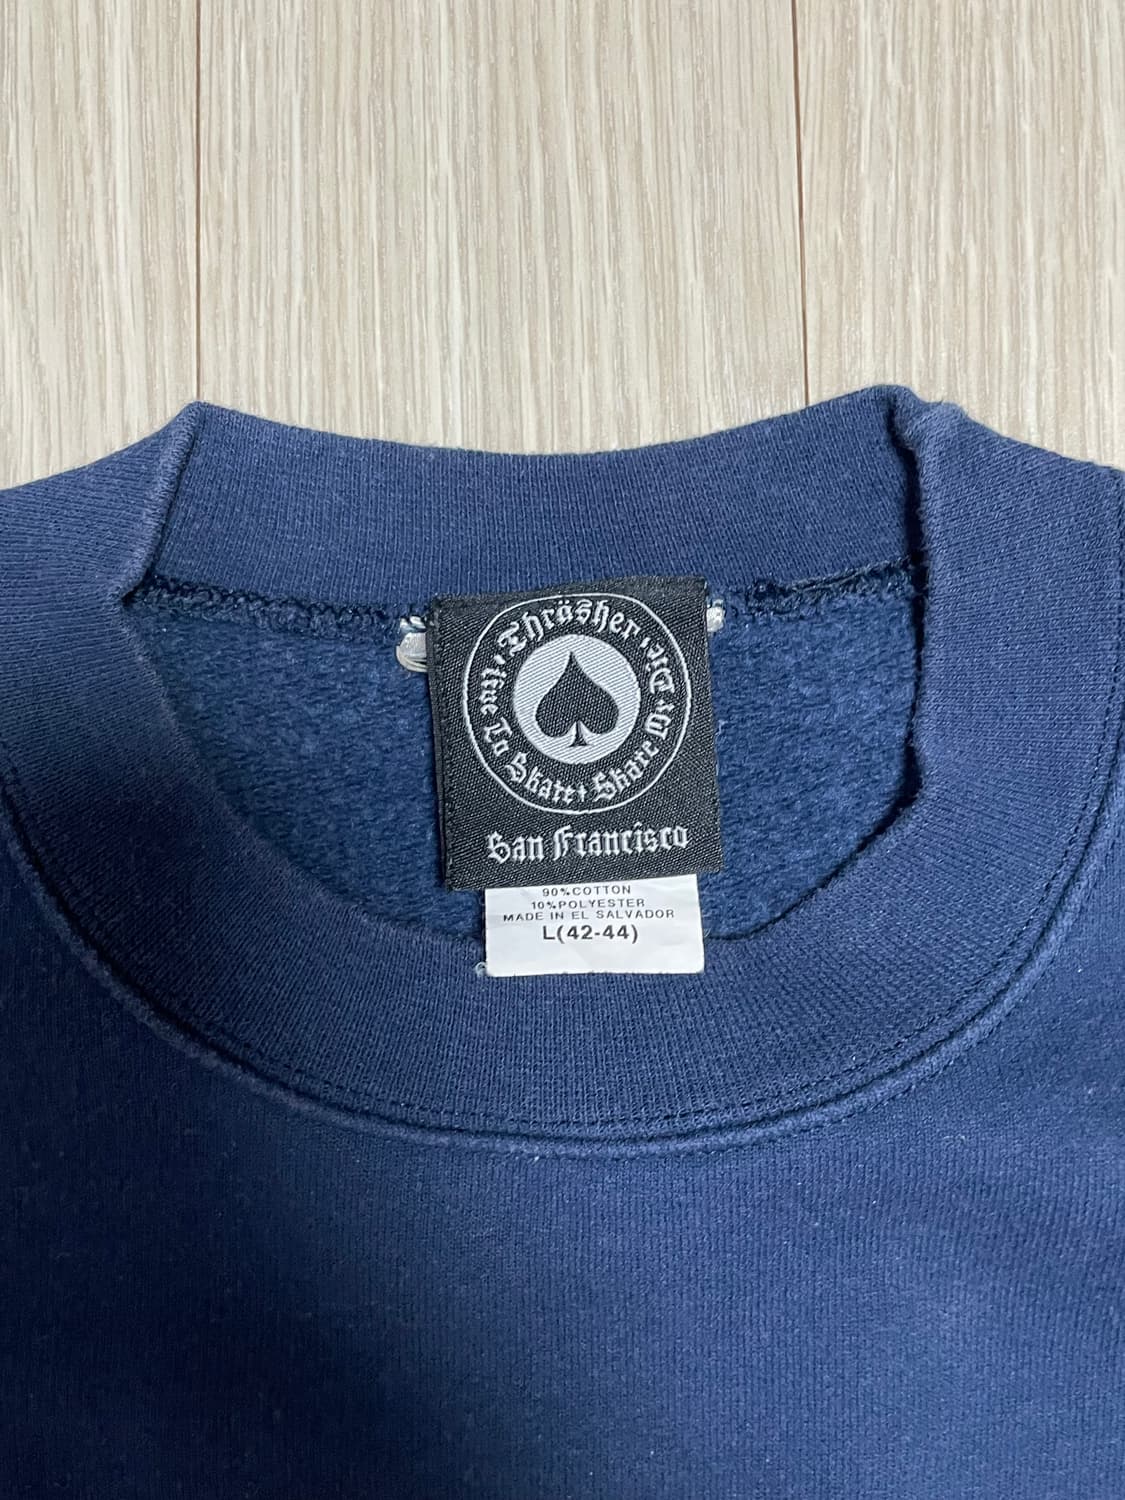 Thrasher
live To Skate + Skate Or Die
San Francisco
90%COTTON
10%POLYESTER
MADE IN EL SALVADOR
L(42-44)